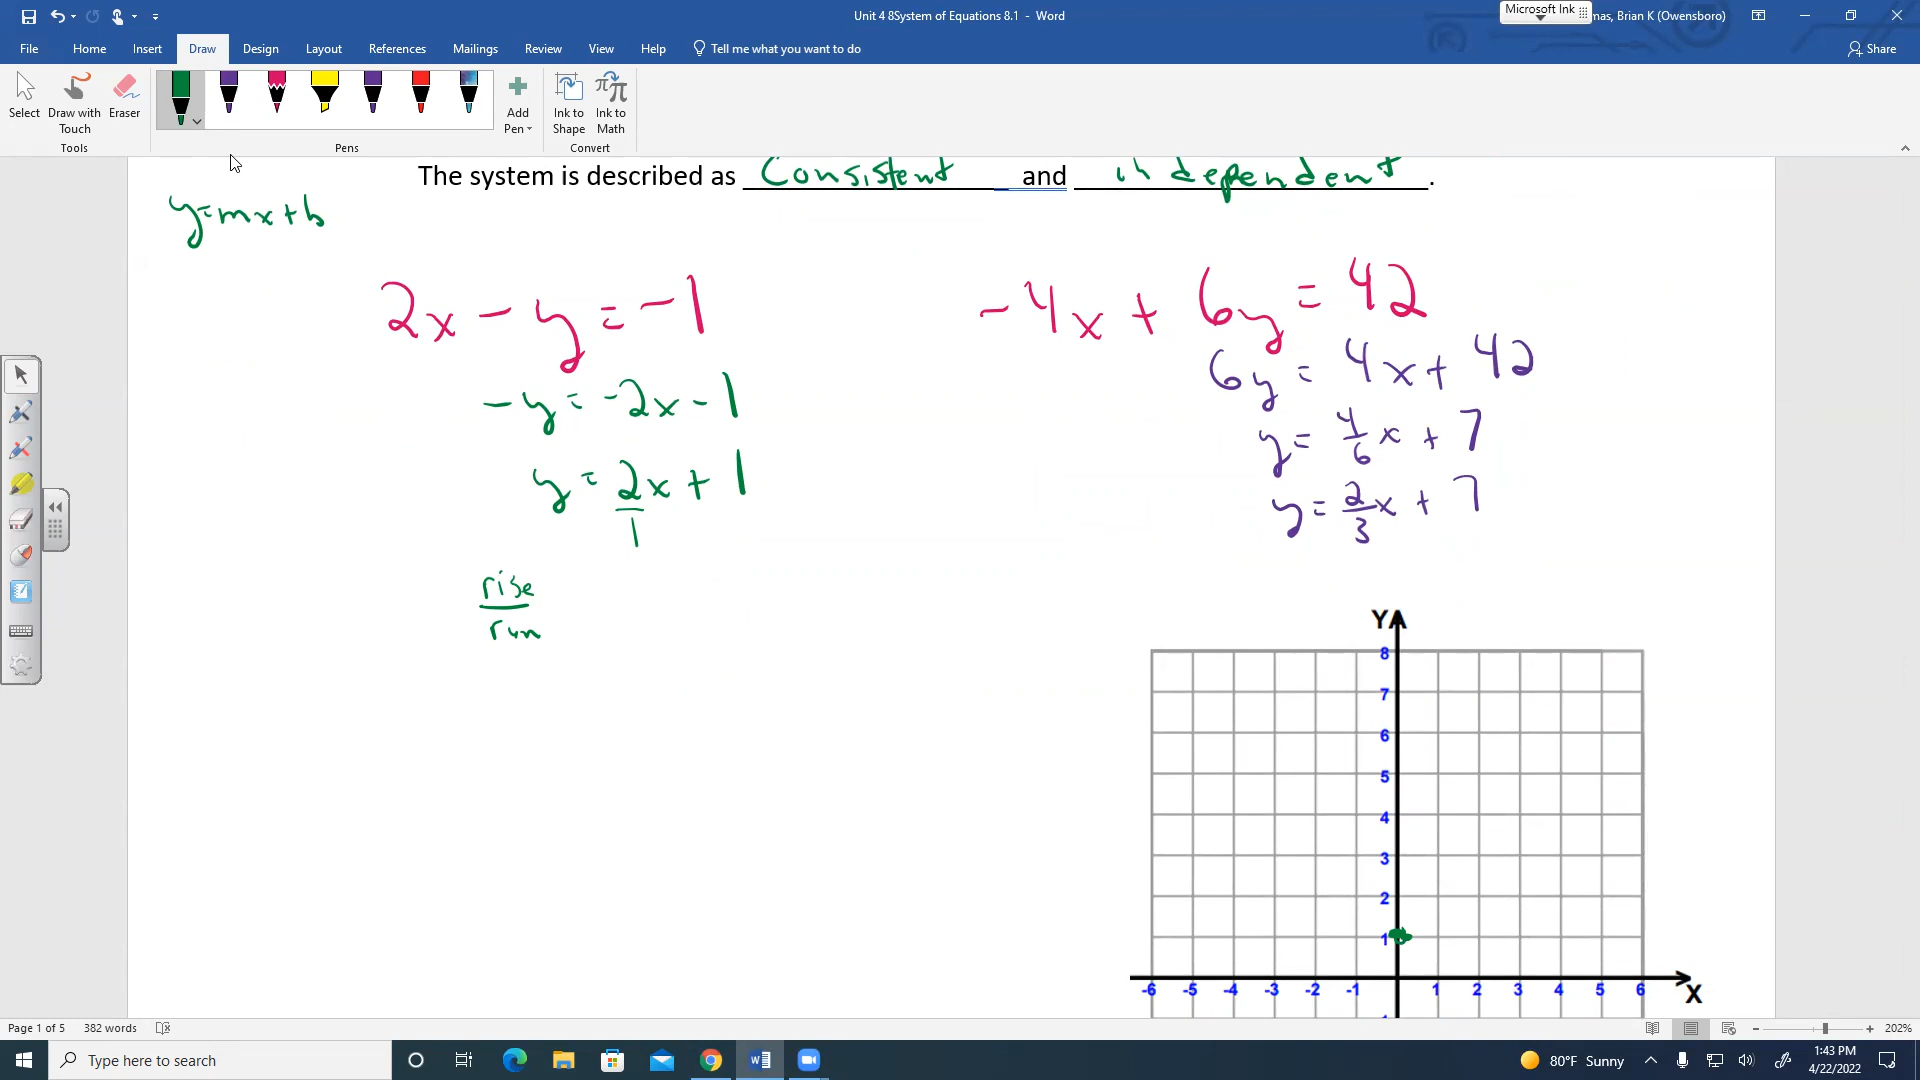 Unit 4 8System of Equations 8.1 - Word
Microsoft Ink
mas, Brian K (Owensboro)
File Home Insert Draw Design Layout References Mailings Review View Help Tell me what you want to do Share
Select Draw with Touch Eraser
Add Pen
Ink to Shape
Ink to Math
Tools Pens Convert
The system is described as Consistent and independent.
y=mx+b
2x - y = -1
-4x + 6y = 42
-y = -2x - 1
6y = 4x + 42
y = 4/6 x + 7
y = 2/1 x + 1
y = 2/3 x + 7
rise
run
Y
8
7
6
5
4
3
2
1
-6 -5 -4 -3 -2 -1 1 2 3 4 5 6
X
Page 1 of 5 382 words 202%
Type here to search
80°F Sunny
1:43 PM
4/22/2022